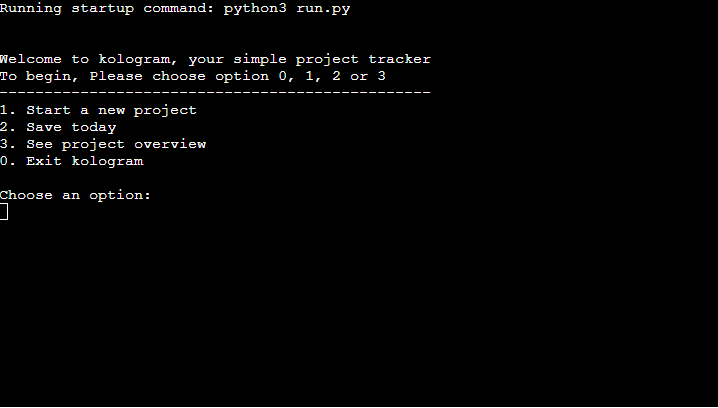 Running startup command: python3 run.py
Welcome to kologram, your simple project tracker
To begin, Please choose option 0, 1, 2 or 3
------------------------------------------------
1. Start a new project
2. Save today
3. See project overview
0. Exit kologram
Choose an option: